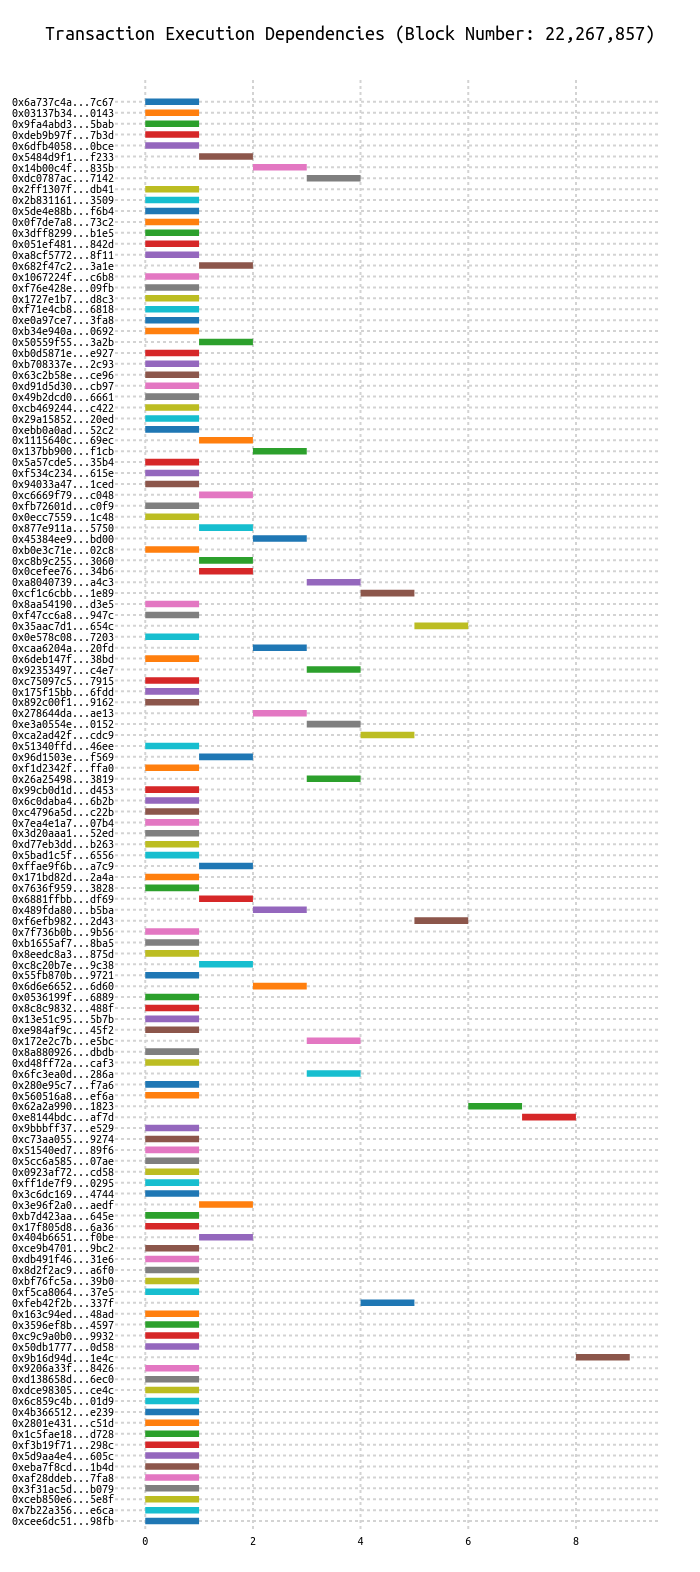 Transaction Execution Dependencies (Block Number: 22,267,857)
0x6a737c4a...7c67
0x03137b34...0143
0x9fa4abd3...5bab
0xdeb9b97f...7b3d
0x6dfb4058...0bce
0x5484d9f1...f233
0x14b00c4f...835b
0xdc0787ac...7142
0x2ff1307f...db41
0x2b831161...3509
0x5de4e88b...f6b4
0x0f7de7a8...73c2
0x3dff8299...b1e5
0x051ef481...842d
0xa8cf5772...8f11
0x682f47c2...3a1e
0x1067224f...c6b8
0xf76e428e...09fb
0x1727e1b7...d8c3
0xf71e4cb8...6818
0xe0a97ce7...3fa8
0xb34e940a...0692
0x50559f55...3a2b
0xb0d5871e...e927
0xb708337e...2c93
0x63c2b58e...ce96
0xd91d5d30...cb97
0x49b2dcd0...6661
0xcb469244...c422
0x29a15852...20ed
0xebb0a0ad...52c2
0x1115640c...69ec
0x137bb900...f1cb
0x5a57cde5...35b4
0xf534c234...615e
0x94033a47...1ced
0xc6669f79...c048
0xfb72601d...c0f9
0x0ecc7559...1c48
0x877e911a...5750
0x45384ee9...bd00
0xb0e3c71e...02c8
0xc8b9c255...3060
0x0cefee76...34b6
0xa8040739...a4c3
0xcf1c6cbb...1e89
0x8aa54190...d3e5
0xf47cc6a8...947c
0x35aac7d1...654c
0x0e578c08...7203
0xcaa6204a...20fd
0x6deb147f...38bd
0x92353497...c4e7
0xc75097c5...7915
0x175f15bb...6fdd
0x892c00f1...9162
0x278644da...ae13
0xe3a0554e...0152
0xca2ad42f...cdc9
0x51340ffd...46ee
0x96d1503e...f569
0xf1d2342f...ffa0
0x26a25498...3819
0x99cb0d1d...d453
0x6c0daba4...6b2b
0xc4796a5d...c22b
0x7ea4e1a7...07b4
0x3d20aaa1...52ed
0xd77eb3dd...b263
0x5bad1c5f...6556
0xffae9f6b...a7c9
0x171bd82d...2a4a
0x7636f959...3828
0x6881ffbb...df69
0x489fda80...b5ba
0xf6efb982...2d43
0x7f736b0b...9b56
0xb1655af7...8ba5
0x8eedc8a3...875d
0xc8c20b7e...9c38
0x55fb870b...9721
0x6d6e6652...6d60
0x0536199f...6889
0x8c8c9832...488f
0x13e51c95...5b7b
0xe984af9c...45f2
0x172e2c7b...e5bc
0x8a880926...dbdb
0xd48ff72a...caf3
0x6fc3ea0d...286a
0x280e95c7...f7a6
0x560516a8...ef6a
0x62a2a990...1823
0xe8144bdc...af7d
0x9bbbff37...e529
0xc73aa055...9274
0x51540ed7...89f6
0x5cc6a585...07ae
0x0923af72...cd58
0xff1de7f9...0295
0x3c6dc169...4744
0x3e96f2a0...aedf
0xb7d423aa...645e
0x17f805d8...6a36
0x404b6651...f0be
0xce9b4701...9bc2
0xdb491f46...31e6
0x8d2f2ac9...a6f0
0xbf76fc5a...39b0
0xf5ca8064...37e5
0xfeb42f2b...337f
0x163c94ed...48ad
0x3596ef8b...4597
0xc9c9a0b0...9932
0x50db1777...0d58
0x9b16d94d...1e4c
0x9206a33f...8426
0xd138658d...6ec0
0xdce98305...ce4c
0x6c859c4b...01d9
0x4b366512...e239
0x2801e431...c51d
0x1c5fae18...d728
0xf3b19f71...298c
0x5d9aa4e4...605c
0xeba7f8cd...1b4d
0xaf28ddeb...7fa8
0x3f31ac5d...b079
0xceb850e6...5e8f
0x7b22a356...e6ca
0xcee6dc51...98fb
0 2 4 6 8